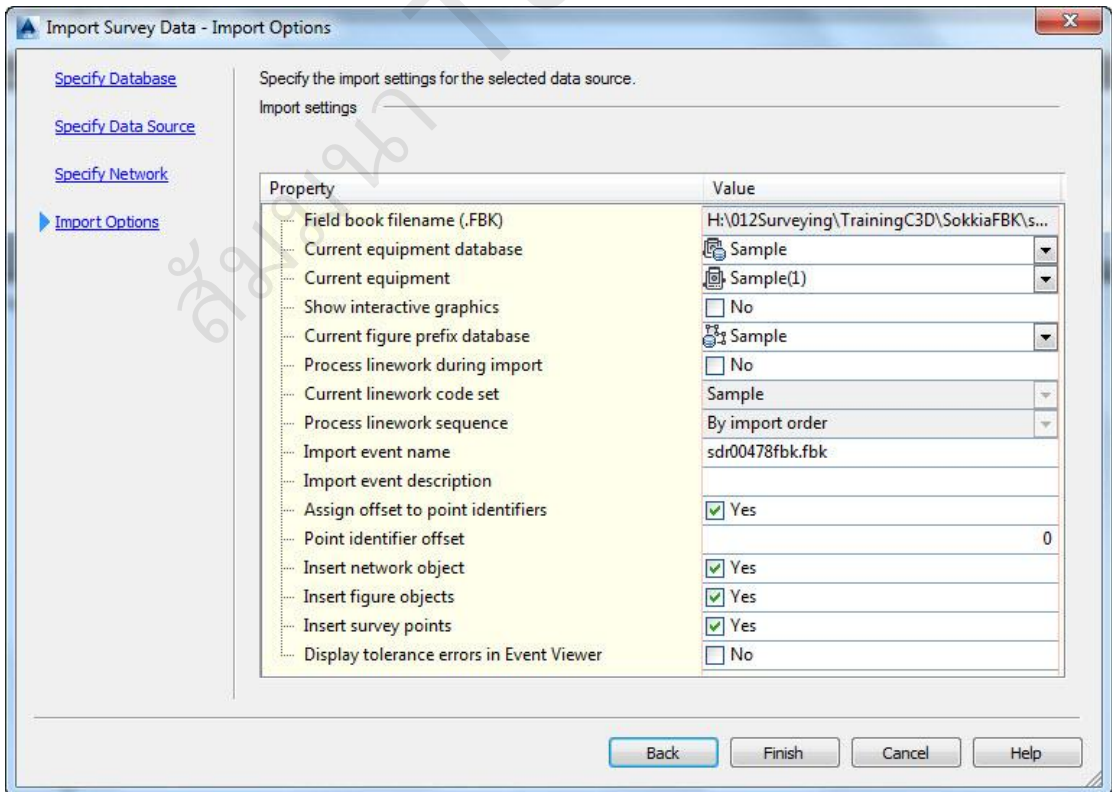 Import Survey Data - Import Options
Specify Database
Specify Data Source
Specify Network
Import Options
Specify the import settings for the selected data source.
Import settings
Property Value
Field book filename (.FBK) H:\012Surveying\TrainingC3D\SokkiaFBK\s...
Current equipment database Sample
Current equipment Sample(1)
Show interactive graphics No
Current figure prefix database Sample
Process linework during import No
Current linework code set Sample
Process linework sequence By import order
Import event name sdr00478fbk.fbk
Import event description
Assign offset to point identifiers Yes
Point identifier offset 0
Insert network object Yes
Insert figure objects Yes
Insert survey points Yes
Display tolerance errors in Event Viewer No
Back Finish Cancel Help